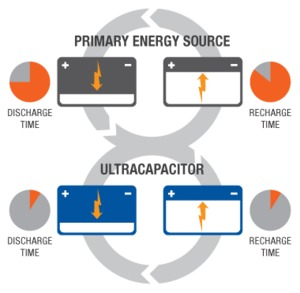 PRIMARY ENERGY SOURCE
+ -
+ -
DISCHARGE
TIME
RECHARGE
TIME
ULTRACAPACITOR
+ -
+ -
DISCHARGE
TIME
RECHARGE
TIME